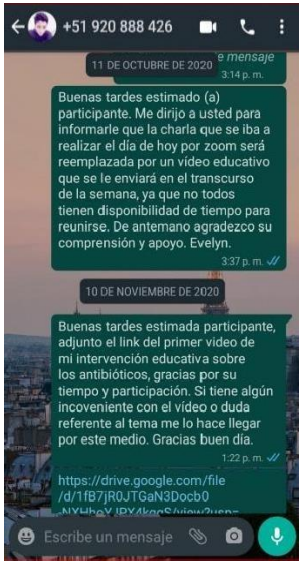 +51 920 888 426
11 DE OCTUBRE DE 2020
e mensaje
3:14 p. m.
Buenas tardes estimado (a)
participante. Me dirijo a usted para
informarle que la charla que se iba a
realizar el día de hoy por zoom será
reemplazada por un vídeo educativo
que se le enviará en el transcurso
de la semana, ya que no todos
tienen disponibilidad de tiempo para
reunirse. De antemano agradezco su
comprensión y apoyo. Evelyn.
3:37 p. m.
10 DE NOVIEMBRE DE 2020
Buenas tardes estimada participante,
adjunto el link del primer video de
mi intervención educativa sobre
los antibióticos, gracias por su
tiempo y participación. Si tiene algún
incoveniente con el vídeo o duda
referente al tema me lo hace llegar
por este medio. Gracias buen día.
1:22 p. m.
https://drive.google.com/file
/d/1fB7jR0JTGaN3Docb0
Escribe un mensaje